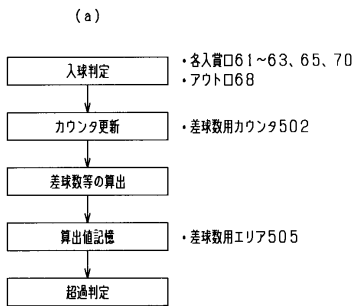 (a)
入球判定
・各入賞口61~63、65、70
・アウト口68
カウンタ更新
・差球数用カウンタ502
差球数等の算出
算出値記憶
・差球数用エリア505
超過判定